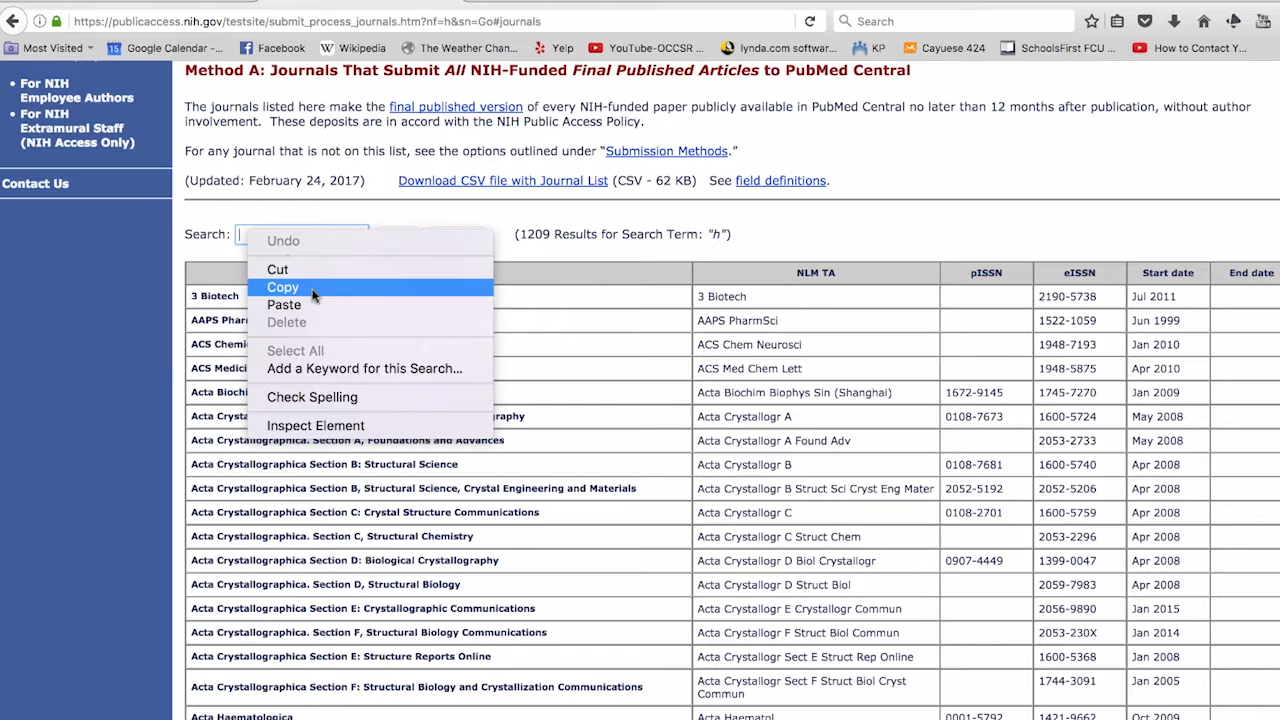 https://publicaccess.nih.gov/testsite/submit_process_journals.htm?nf=h&sn=Go#journals
Search
Most Visited
Google Calendar -...
Facebook
Wikipedia
The Weather Chan...
Yelp
YouTube-OCCSR ...
lynda.com softwar...
KP
Cayuese 424
SchoolsFirst FCU ...
How to Contact Y...
• For NIH
Employee Authors
• For NIH
Extramural Staff
(NIH Access Only)
Contact Us
Method A: Journals That Submit All NIH-Funded Final Published Articles to PubMed Central
The journals listed here make the final published version of every NIH-funded paper publicly available in PubMed Central no later than 12 months after publication, without author
involvement. These deposits are in accord with the NIH Public Access Policy.
For any journal that is not on this list, see the options outlined under “Submission Methods.”
(Updated: February 24, 2017) Download CSV file with Journal List (CSV - 62 KB) See field definitions.
Search: (1209 Results for Search Term: "h")
Undo
Cut
Copy
Paste
Delete
Select All
Add a Keyword for this Search...
Check Spelling
Inspect Element
NLM TA pISSN eISSN Start date End date
3 Biotech 3 Biotech 2190-5738 Jul 2011
AAPS AAPS PharmSci 1522-1059 Jun 1999
ACS ACS Chem Neurosci 1948-7193 Jan 2010
ACS ACS Med Chem Lett 1948-5875 Apr 2010
Acta Acta Biochim Biophys Sin (Shanghai) 1672-9145 1745-7270 Jan 2009
Acta Acta Crystallogr A 0108-7673 1600-5724 May 2008
Acta Crystallographica. Section A, Foundations and Advances Acta Crystallogr A Found Adv 2053-2733 May 2008
Acta Crystallographica Section B: Structural Science Acta Crystallogr B 0108-7681 1600-5740 Apr 2008
Acta Crystallographica Section B, Structural Science, Crystal Engineering and Materials Acta Crystallogr B Struct Sci Cryst Eng Mater 2052-5192 2052-5206 Apr 2008
Acta Crystallographica Section C: Crystal Structure Communications Acta Crystallogr C 0108-2701 1600-5759 Apr 2008
Acta Crystallographica. Section C, Structural Chemistry Acta Crystallogr C Struct Chem 2053-2296 Apr 2008
Acta Crystallographica Section D: Biological Crystallography Acta Crystallogr D Biol Crystallogr 0907-4449 1399-0047 Apr 2008
Acta Crystallographica. Section D, Structural Biology Acta Crystallogr D Struct Biol 2059-7983 Apr 2008
Acta Crystallographica Section E: Crystallographic Communications Acta Crystallogr E Crystallogr Commun 2056-9890 Jan 2015
Acta Crystallographica. Section F, Structural Biology Communications Acta Crystallogr F Struct Biol Commun 2053-230X Jan 2014
Acta Crystallographica Section E: Structure Reports Online Acta Crystallogr Sect E Struct Rep Online 1600-5368 Jan 2008
Acta Crystallographica Section F: Structural Biology and Crystallization Communications Acta Crystallogr Sect F Struct Biol Cryst 1744-3091 Jan 2005
Commun
Acta Haematologica Acta Haematol 0001-5792 1421-9662 Oct 2009